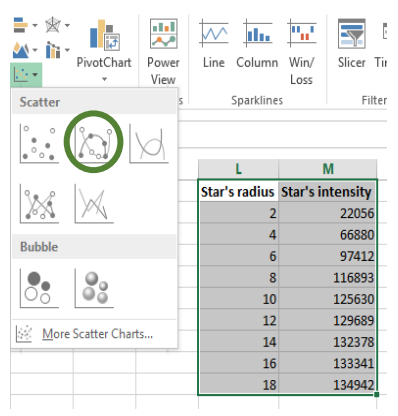 PivotChart Power View
Line Column Win/ Loss
Slicer
Sparklines
Scatter
Bubble
More Scatter Charts...
L M
Star's radius Star's intensity
2 22056
4 66880
6 97412
8 116893
10 125630
12 129689
14 132378
16 133341
18 134942